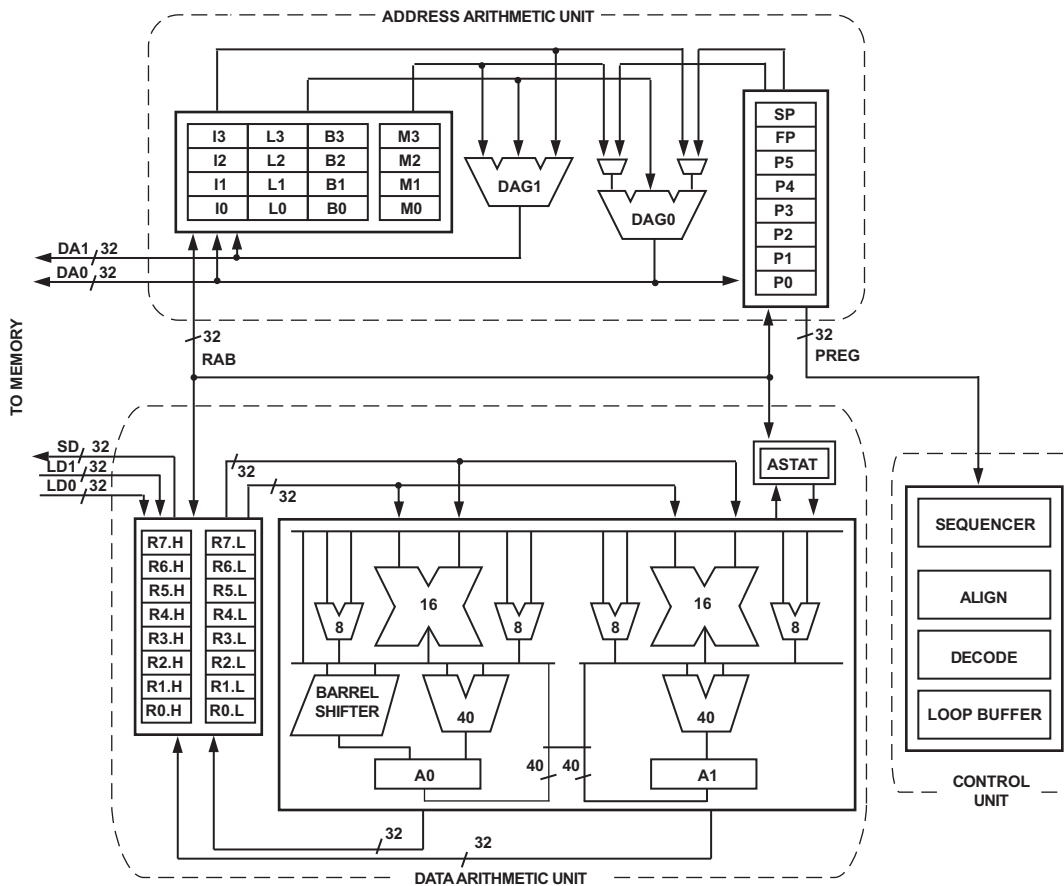 ADDRESS ARITHMETIC UNIT
I3 L3 B3 M3
I2 L2 B2 M2
I1 L1 B1 M1
I0 L0 B0 M0
DAG1
DAG0
SP
FP
P5
P4
P3
P2
P1
P0
DA1 32
DA0 32
TO MEMORY
32
RAB
32
PREG
SD 32
LD1 32
LD0 32
32
32
ASTAT
R7.H R7.L
R6.H R6.L
R5.H R5.L
R4.H R4.L
R3.H R3.L
R2.H R2.L
R1.H R1.L
R0.H R0.L
8 16 8 8 16 8
BARREL
SHIFTER
40
40
A0
40 40
A1
32
32
DATA ARITHMETIC UNIT
SEQUENCER
ALIGN
DECODE
LOOP BUFFER
CONTROL
UNIT